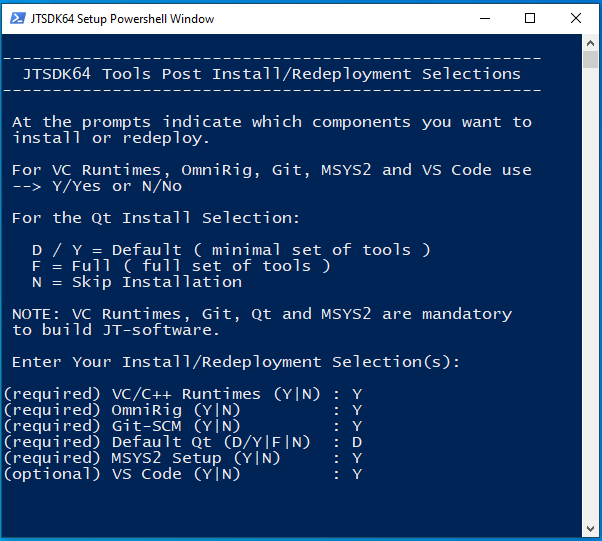 JTSDK64 Setup Powershell Window
------------------------------------------------------
JTSDK64 Tools Post Install/Redeployment Selections
------------------------------------------------------
At the prompts indicate which components you want to
install or redeploy.
For VC Runtimes, OmniRig, Git, MSYS2 and VS Code use
--> Y/Yes or N/No
For the Qt Install Selection:
D / Y = Default ( minimal set of tools )
F = Full ( full set of tools )
N = Skip Installation
NOTE: VC Runtimes, Git, Qt and MSYS2 are mandatory
to build JT-software.
Enter Your Install/Redeployment Selection(s):
(required) VC/C++ Runtimes (Y|N) : Y
(required) OmniRig (Y|N)         : Y
(required) Git-SCM (Y|N)         : Y
(required) Default Qt (D/Y|F|N)  : D
(required) MSYS2 Setup (Y|N)     : Y
(optional) VS Code (Y|N)         : Y